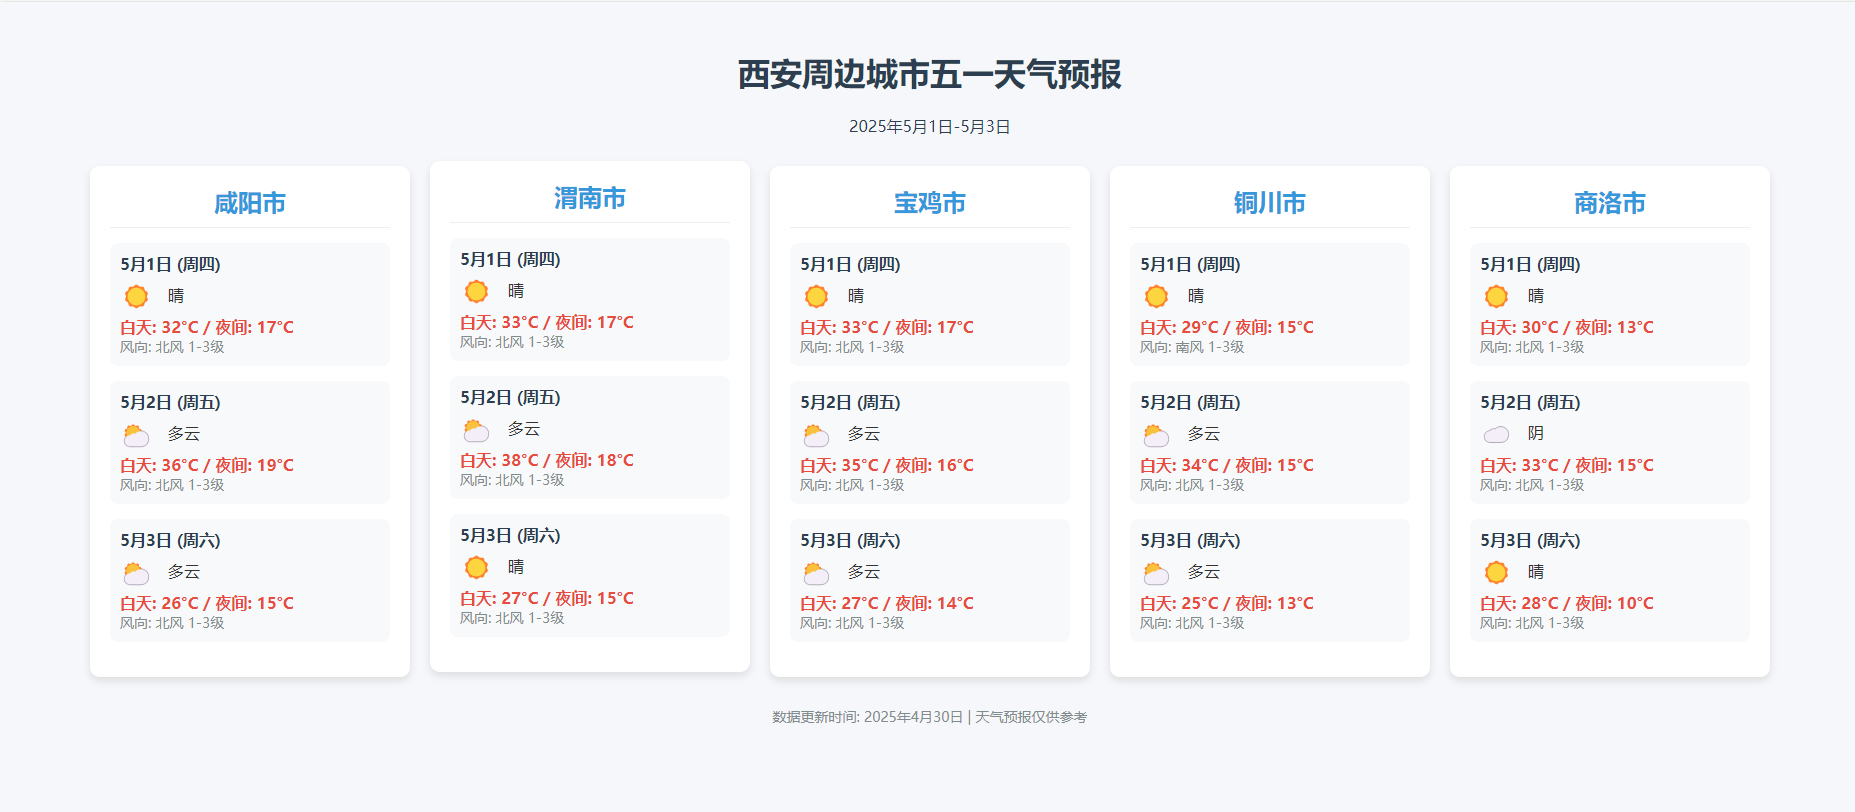 西安周边城市五一天气预报
2025年5月1日-5月3日
咸阳市
5月1日 (周四)
晴
白天: 32°C / 夜间: 17°C
风向: 北风 1-3级
5月2日 (周五)
多云
白天: 36°C / 夜间: 19°C
风向: 北风 1-3级
5月3日 (周六)
多云
白天: 26°C / 夜间: 15°C
风向: 北风 1-3级
渭南市
5月1日 (周四)
晴
白天: 33°C / 夜间: 17°C
风向: 北风 1-3级
5月2日 (周五)
多云
白天: 38°C / 夜间: 18°C
风向: 北风 1-3级
5月3日 (周六)
晴
白天: 27°C / 夜间: 15°C
风向: 北风 1-3级
宝鸡市
5月1日 (周四)
晴
白天: 33°C / 夜间: 17°C
风向: 北风 1-3级
5月2日 (周五)
多云
白天: 35°C / 夜间: 16°C
风向: 北风 1-3级
5月3日 (周六)
多云
白天: 27°C / 夜间: 14°C
风向: 北风 1-3级
铜川市
5月1日 (周四)
晴
白天: 29°C / 夜间: 15°C
风向: 南风 1-3级
5月2日 (周五)
多云
白天: 34°C / 夜间: 15°C
风向: 北风 1-3级
5月3日 (周六)
多云
白天: 25°C / 夜间: 13°C
风向: 北风 1-3级
商洛市
5月1日 (周四)
晴
白天: 30°C / 夜间: 13°C
风向: 北风 1-3级
5月2日 (周五)
阴
白天: 33°C / 夜间: 15°C
风向: 北风 1-3级
5月3日 (周六)
晴
白天: 28°C / 夜间: 10°C
风向: 北风 1-3级
数据更新时间: 2025年4月30日 | 天气预报仅供参考